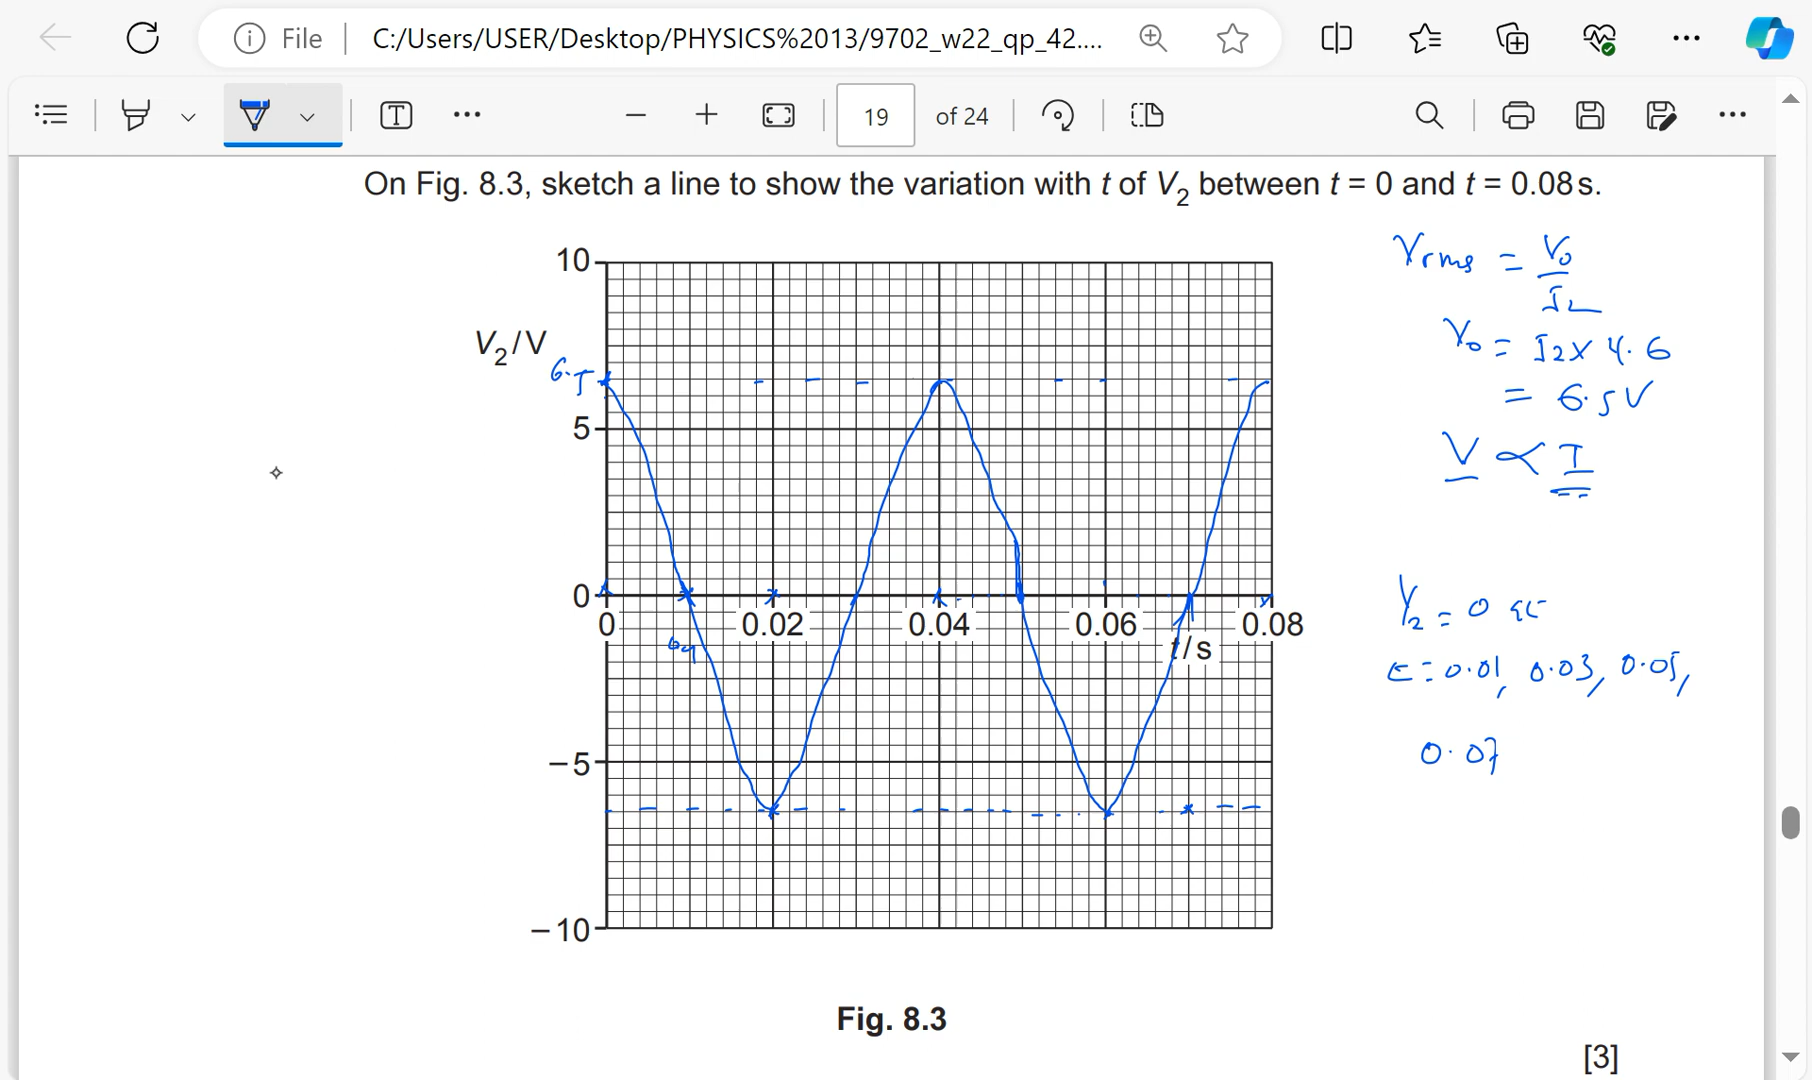 File C:/Users/USER/Desktop/PHYSICS%2013/9702_w22_qp_42....
19 of 24
On Fig. 8.3, sketch a line to show the variation with t of V2 between t = 0 and t = 0.08 s.
Vrms = V0/√2
V0 = √2 × 4.6
= 6.5V
V ∝ I
V2 = 0 at
t = 0.01, 0.03, 0.05,
0.07
10
V2/V
6.5
5
0
0 0.02 0.04 0.06 0.08
t/s
−5
−10
Fig. 8.3
[3]